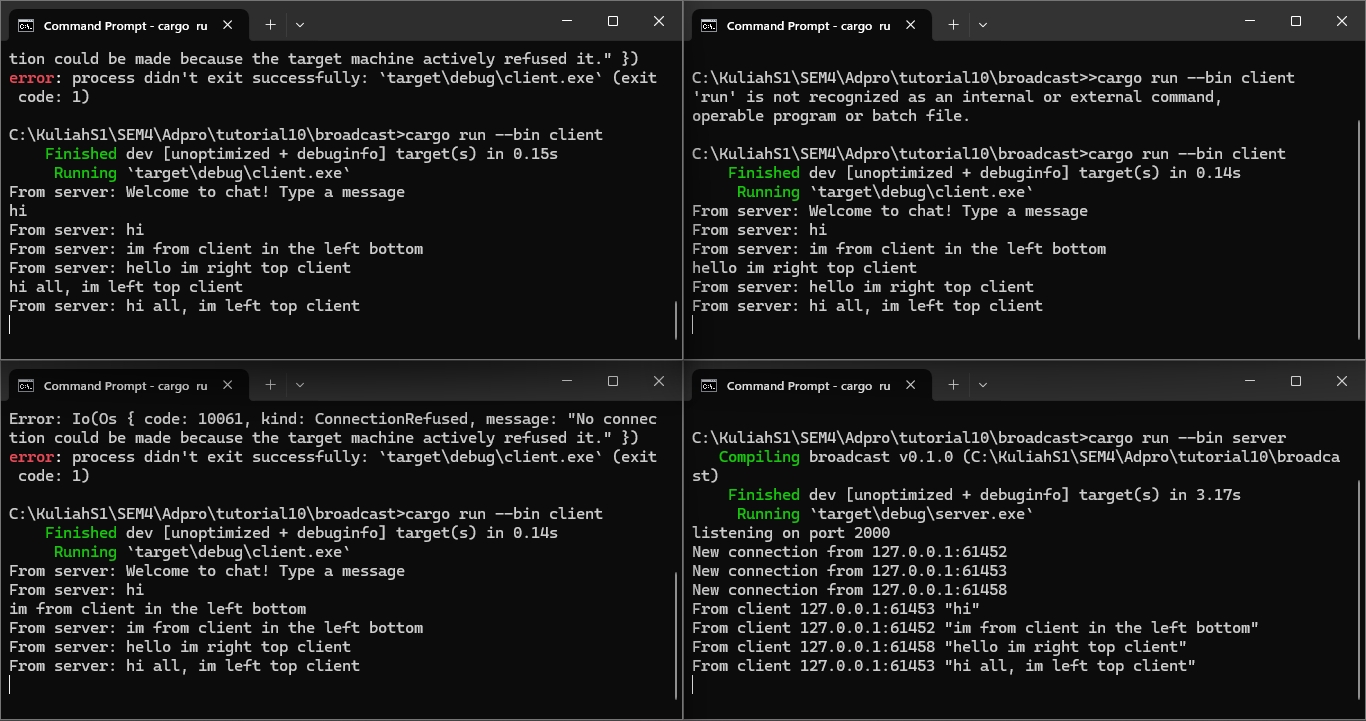 Command Prompt - cargo  ru
tion could be made because the target machine actively refused it." })
error: process didn't exit successfully: `target\debug\client.exe` (exit
 code: 1)
C:\KuliahS1\SEM4\Adpro\tutorial10\broadcast>cargo run --bin client
    Finished dev [unoptimized + debuginfo] target(s) in 0.15s
     Running `target\debug\client.exe`
From server: Welcome to chat! Type a message
hi
From server: hi
From server: im from client in the left bottom
From server: hello im right top client
hi all, im left top client
From server: hi all, im left top client
Command Prompt - cargo  ru
C:\KuliahS1\SEM4\Adpro\tutorial10\broadcast>>cargo run --bin client
'run' is not recognized as an internal or external command,
operable program or batch file.
C:\KuliahS1\SEM4\Adpro\tutorial10\broadcast>cargo run --bin client
    Finished dev [unoptimized + debuginfo] target(s) in 0.14s
     Running `target\debug\client.exe`
From server: Welcome to chat! Type a message
From server: hi
From server: im from client in the left bottom
hello im right top client
From server: hello im right top client
From server: hi all, im left top client
Command Prompt - cargo  ru
Error: Io(Os { code: 10061, kind: ConnectionRefused, message: "No connec
tion could be made because the target machine actively refused it." })
error: process didn't exit successfully: `target\debug\client.exe` (exit
 code: 1)
C:\KuliahS1\SEM4\Adpro\tutorial10\broadcast>cargo run --bin client
    Finished dev [unoptimized + debuginfo] target(s) in 0.14s
     Running `target\debug\client.exe`
From server: Welcome to chat! Type a message
From server: hi
im from client in the left bottom
From server: im from client in the left bottom
From server: hello im right top client
From server: hi all, im left top client
Command Prompt - cargo  ru
C:\KuliahS1\SEM4\Adpro\tutorial10\broadcast>cargo run --bin server
   Compiling broadcast v0.1.0 (C:\KuliahS1\SEM4\Adpro\tutorial10\broadca
st)
    Finished dev [unoptimized + debuginfo] target(s) in 3.17s
     Running `target\debug\server.exe`
listening on port 2000
New connection from 127.0.0.1:61452
New connection from 127.0.0.1:61453
New connection from 127.0.0.1:61458
From client 127.0.0.1:61453 "hi"
From client 127.0.0.1:61452 "im from client in the left bottom"
From client 127.0.0.1:61458 "hello im right top client"
From client 127.0.0.1:61453 "hi all, im left top client"